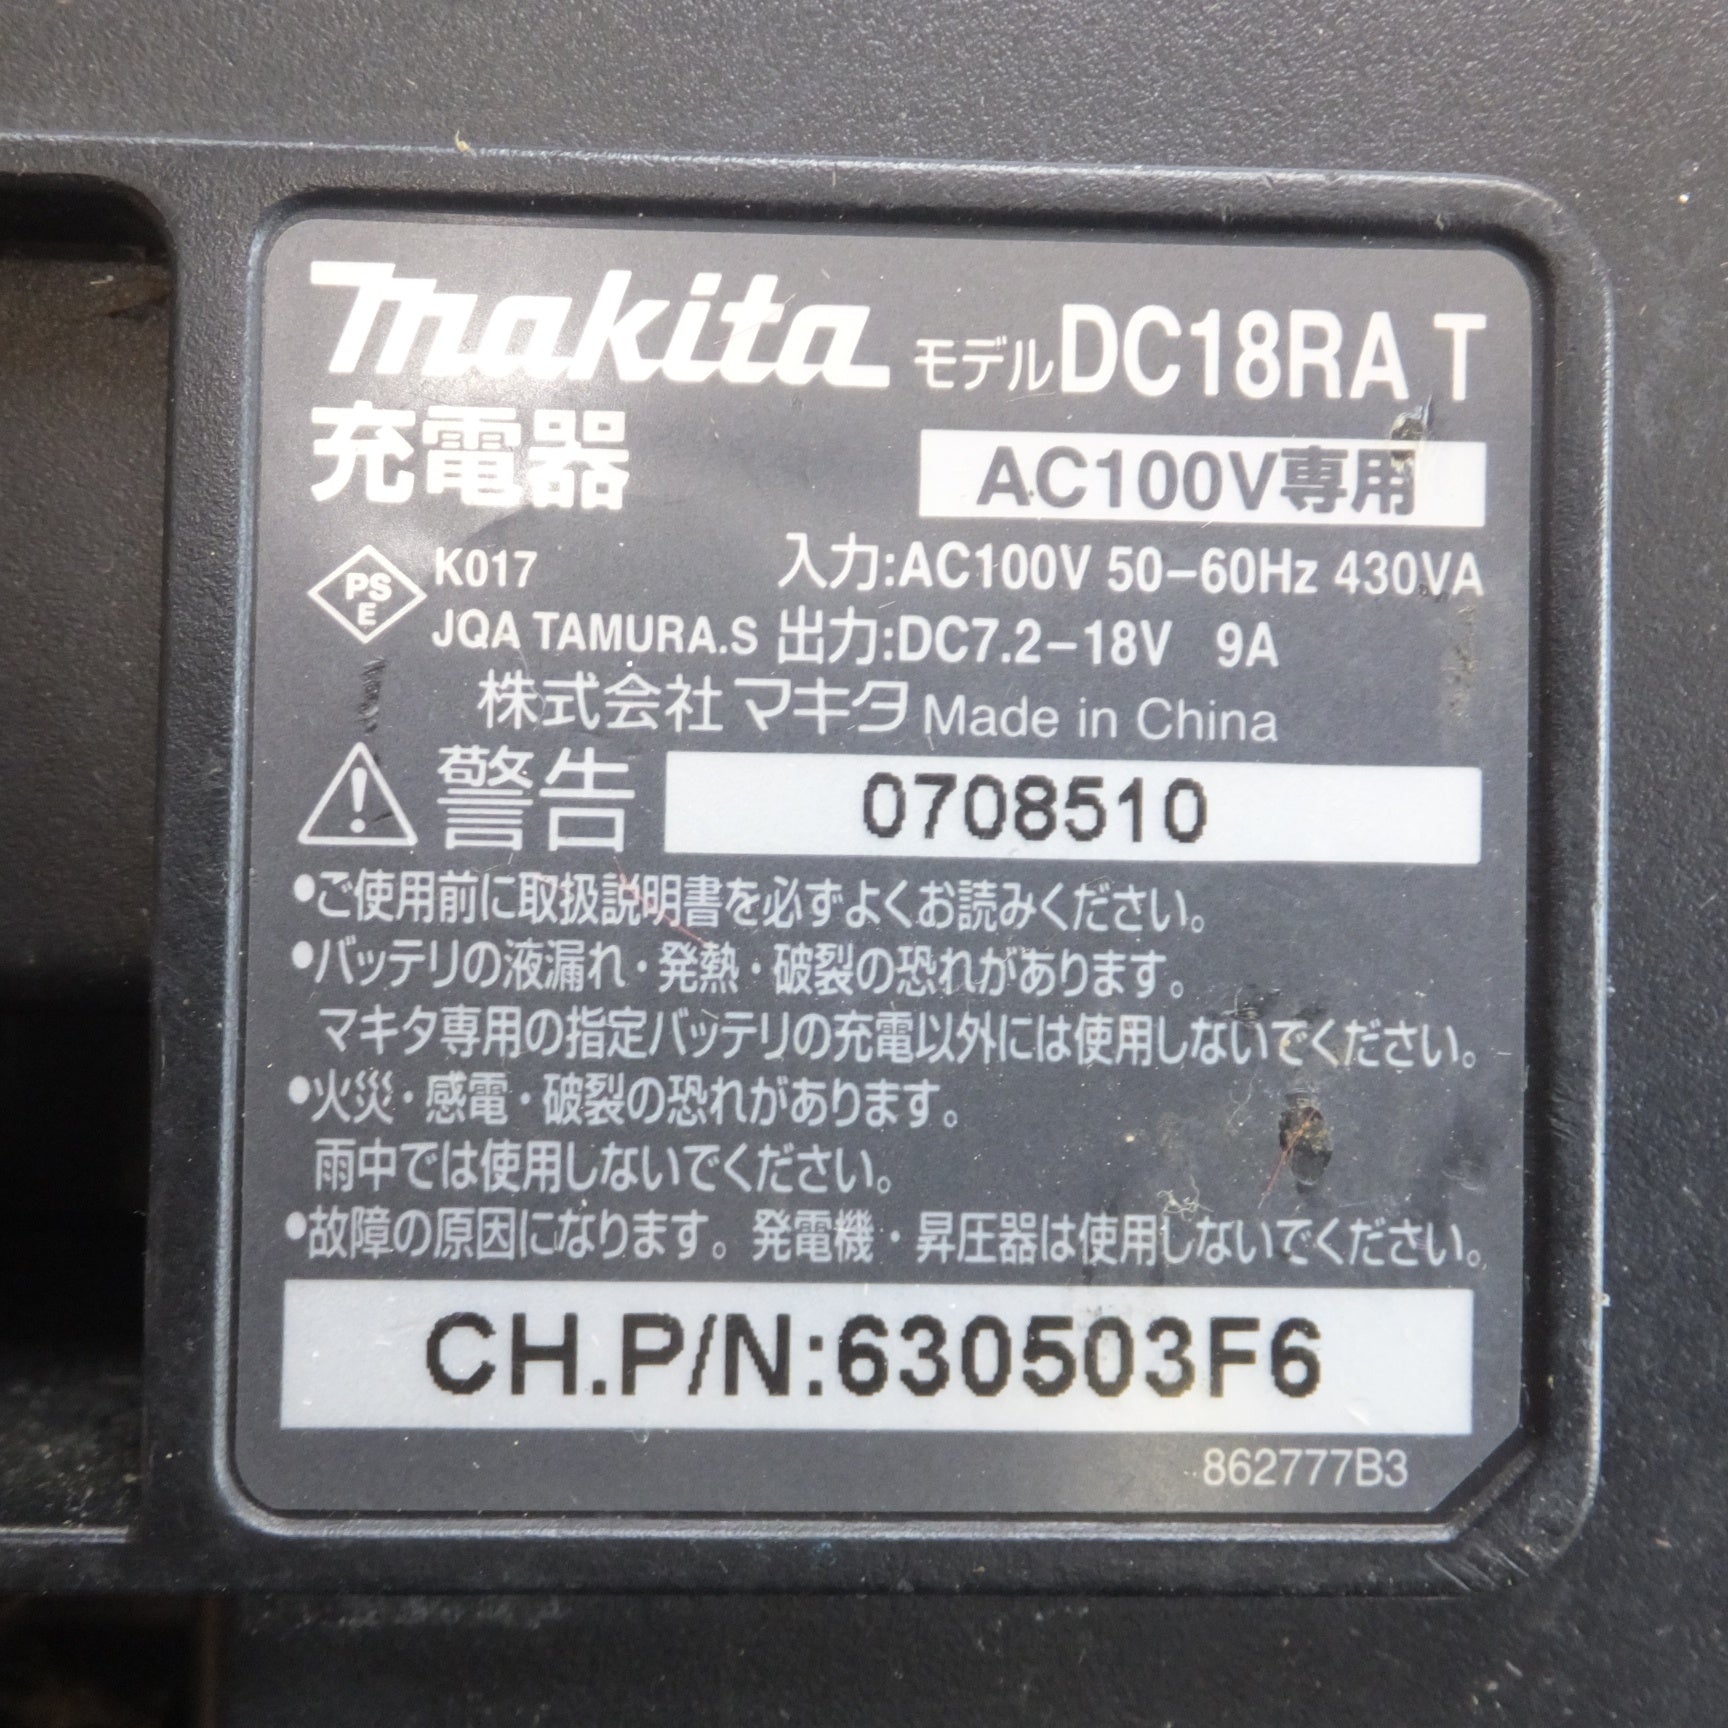 makita モデルDC18RA T
充電器
AC100V専用
PSE K017
JQA TAMURA.S
入力:AC100V 50-60Hz 430VA
出力:DC7.2-18V 9A
株式会社マキタ Made in China
警告 0708510
●ご使用前に取扱説明書を必ずよくお読みください。
●バッテリの液漏れ・発熱・破裂の恐れがあります。
マキタ専用の指定バッテリの充電以外には使用しないでください。
●火災・感電・破裂の恐れがあります。
雨中では使用しないでください。
●故障の原因になります。発電機・昇圧器は使用しないでください。
CH.P/N:630503F6
862777B3